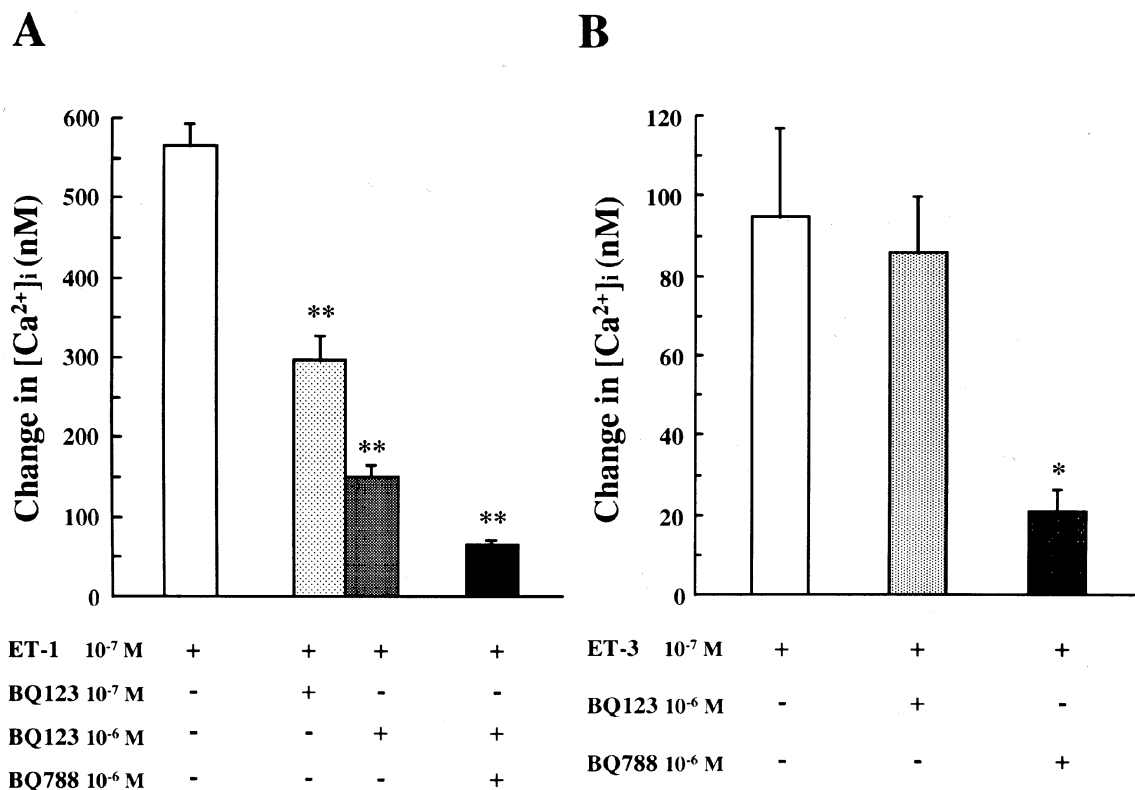 A
Change in [Ca²⁺]i (nM)
600
500
400
300
200
100
0
**
**
**
ET-1 10⁻⁷ M + + + +
BQ123 10⁻⁷ M - + - -
BQ123 10⁻⁶ M - - + +
BQ788 10⁻⁶ M - - - +
B
Change in [Ca²⁺]i (nM)
120
100
80
60
40
20
0
*
ET-3 10⁻⁷ M + + +
BQ123 10⁻⁶ M - + -
BQ788 10⁻⁶ M - - +